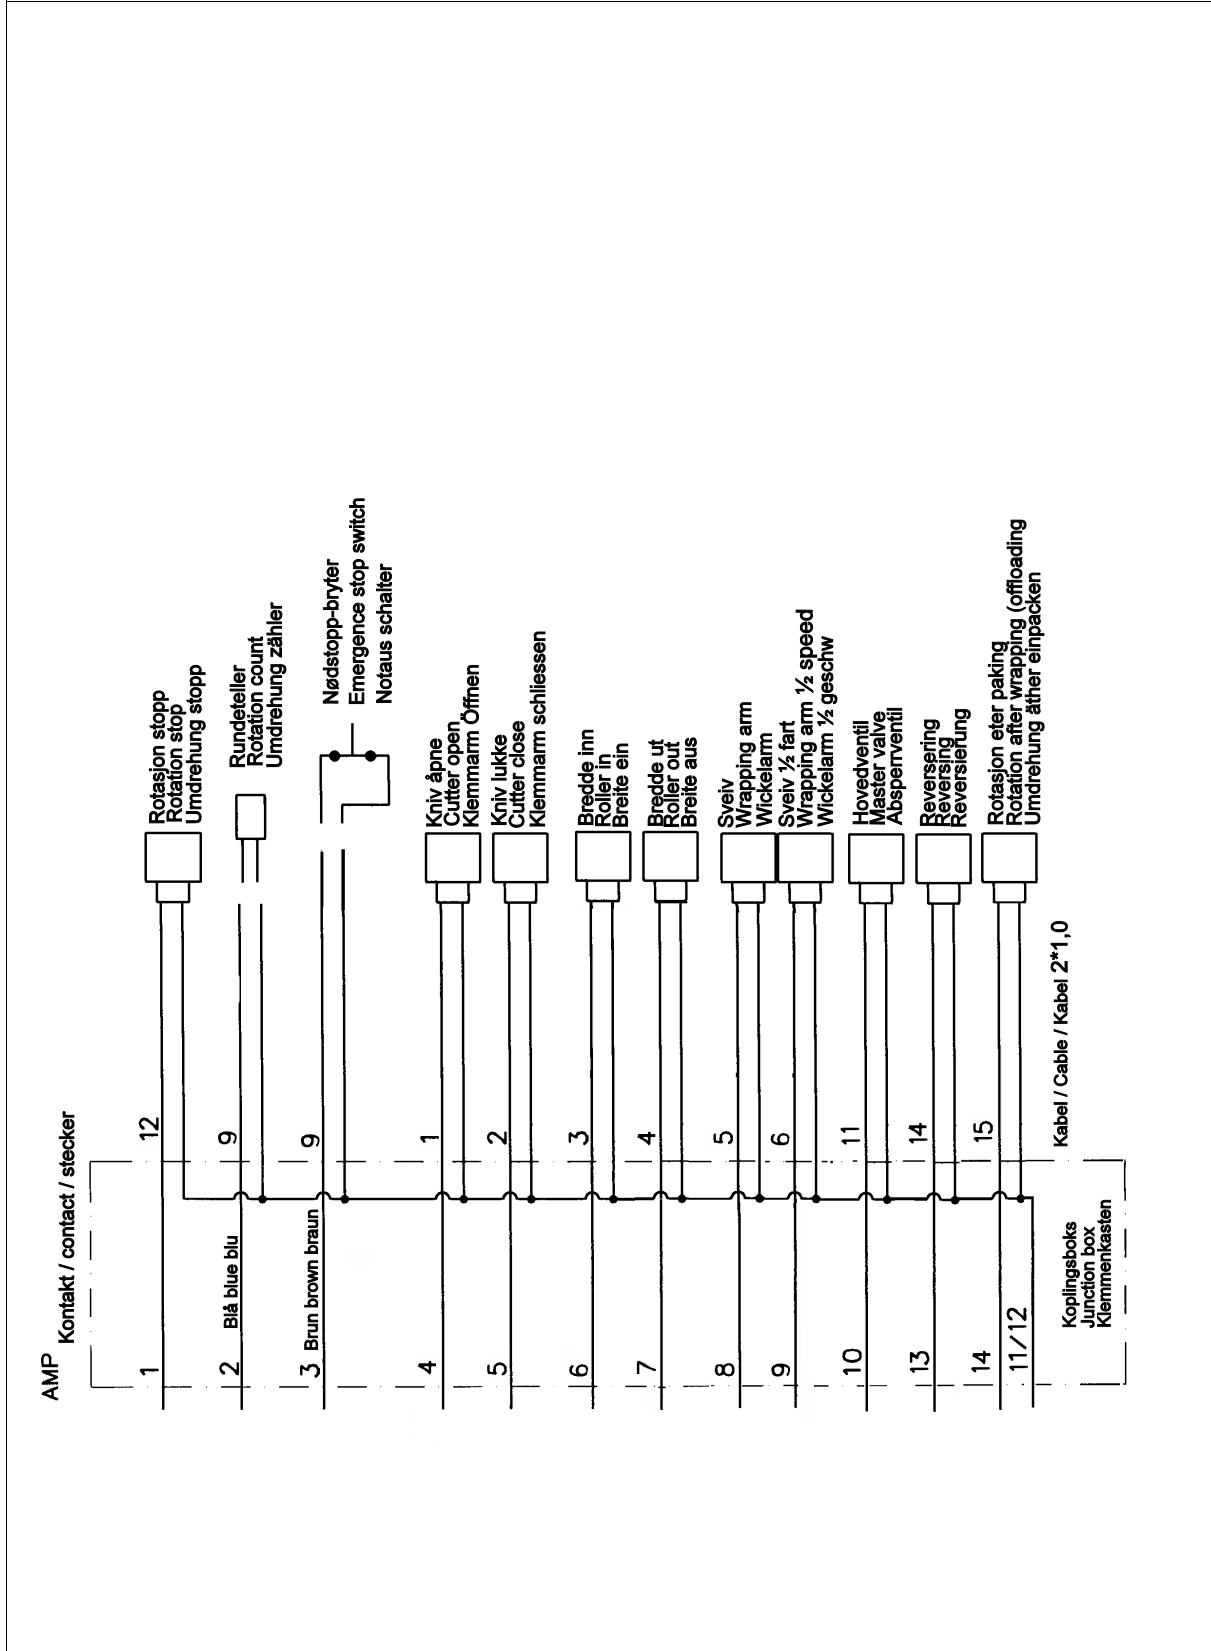 AMP
Kontakt / contact / stecker
1
12
Rotasjon stopp
Rotation stop
Umdrehung stopp
2
Blå blue blu
9
Rundeteller
Rotation count
Umdrehung zähler
3
Brun brown braun
9
Nødstopp-bryter
Emergence stop switch
Notaus schalter
4
1
Kniv åpne
Cutter open
Klemmarm Öffnen
5
2
Kniv lukke
Cutter close
Klemmarm schliessen
6
3
Bredde inn
Roller in
Breite ein
7
4
Bredde ut
Roller out
Breite aus
8
5
Sveiv
Wrapping arm
Wickelarm
9
6
Sveiv ½ fart
Wrapping arm ½ speed
Wickelarm ½ geschw
10
11
Hovedventil
Master valve
Absperrventil
13
14
Reversering
Reversing
Reversierung
14
15
Rotasjon eter paking
Rotation after wrapping (offloading
Umdrehung äther einpacken
11/12
Koplingsboks
Junction box
Klemmenkasten
Kabel / Cable / Kabel 2*1,0